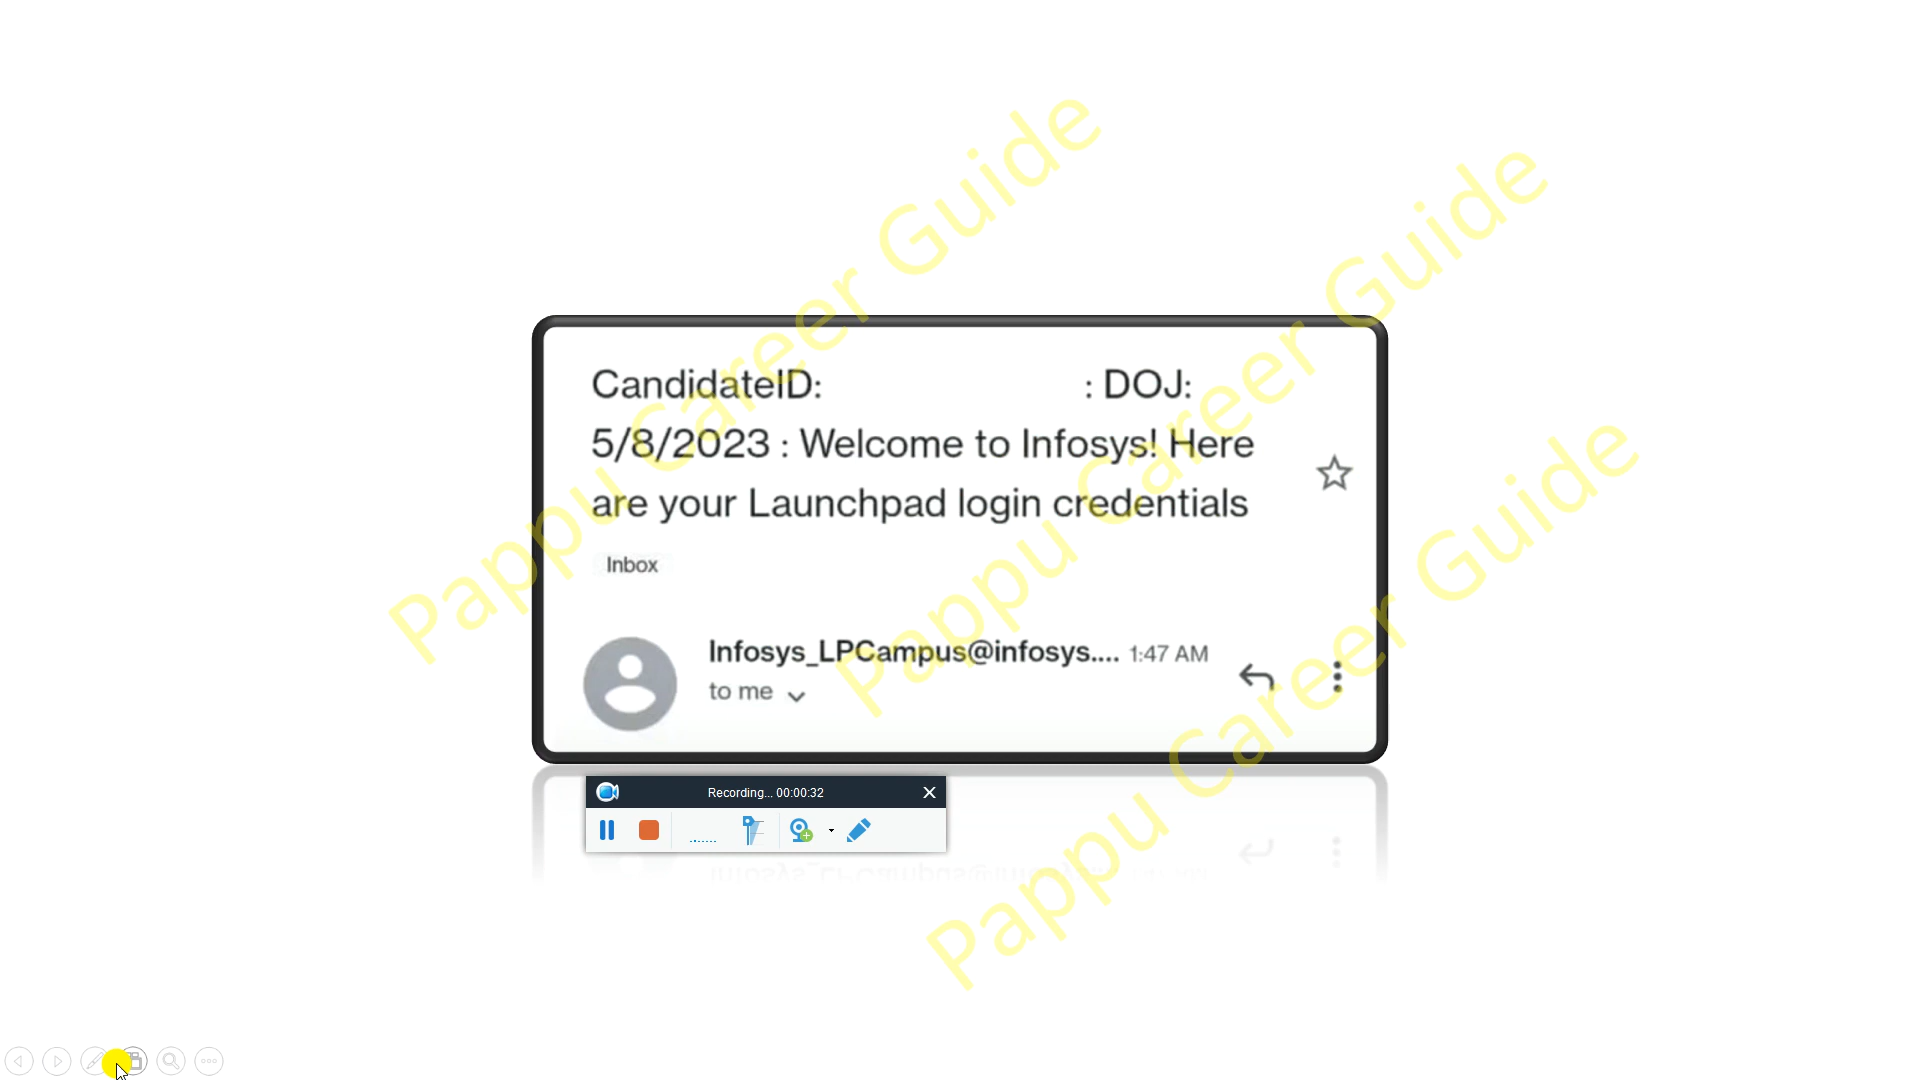 CandidateID: : DOJ:
5/8/2023 : Welcome to Infosys! Here
are your Launchpad login credentials
Inbox
Infosys_LPCampus@infosys.... 1:47 AM
to me
Recording... 00:00:32
Pappu Career Guide
Pappu Career Guide
Pappu Career Guide